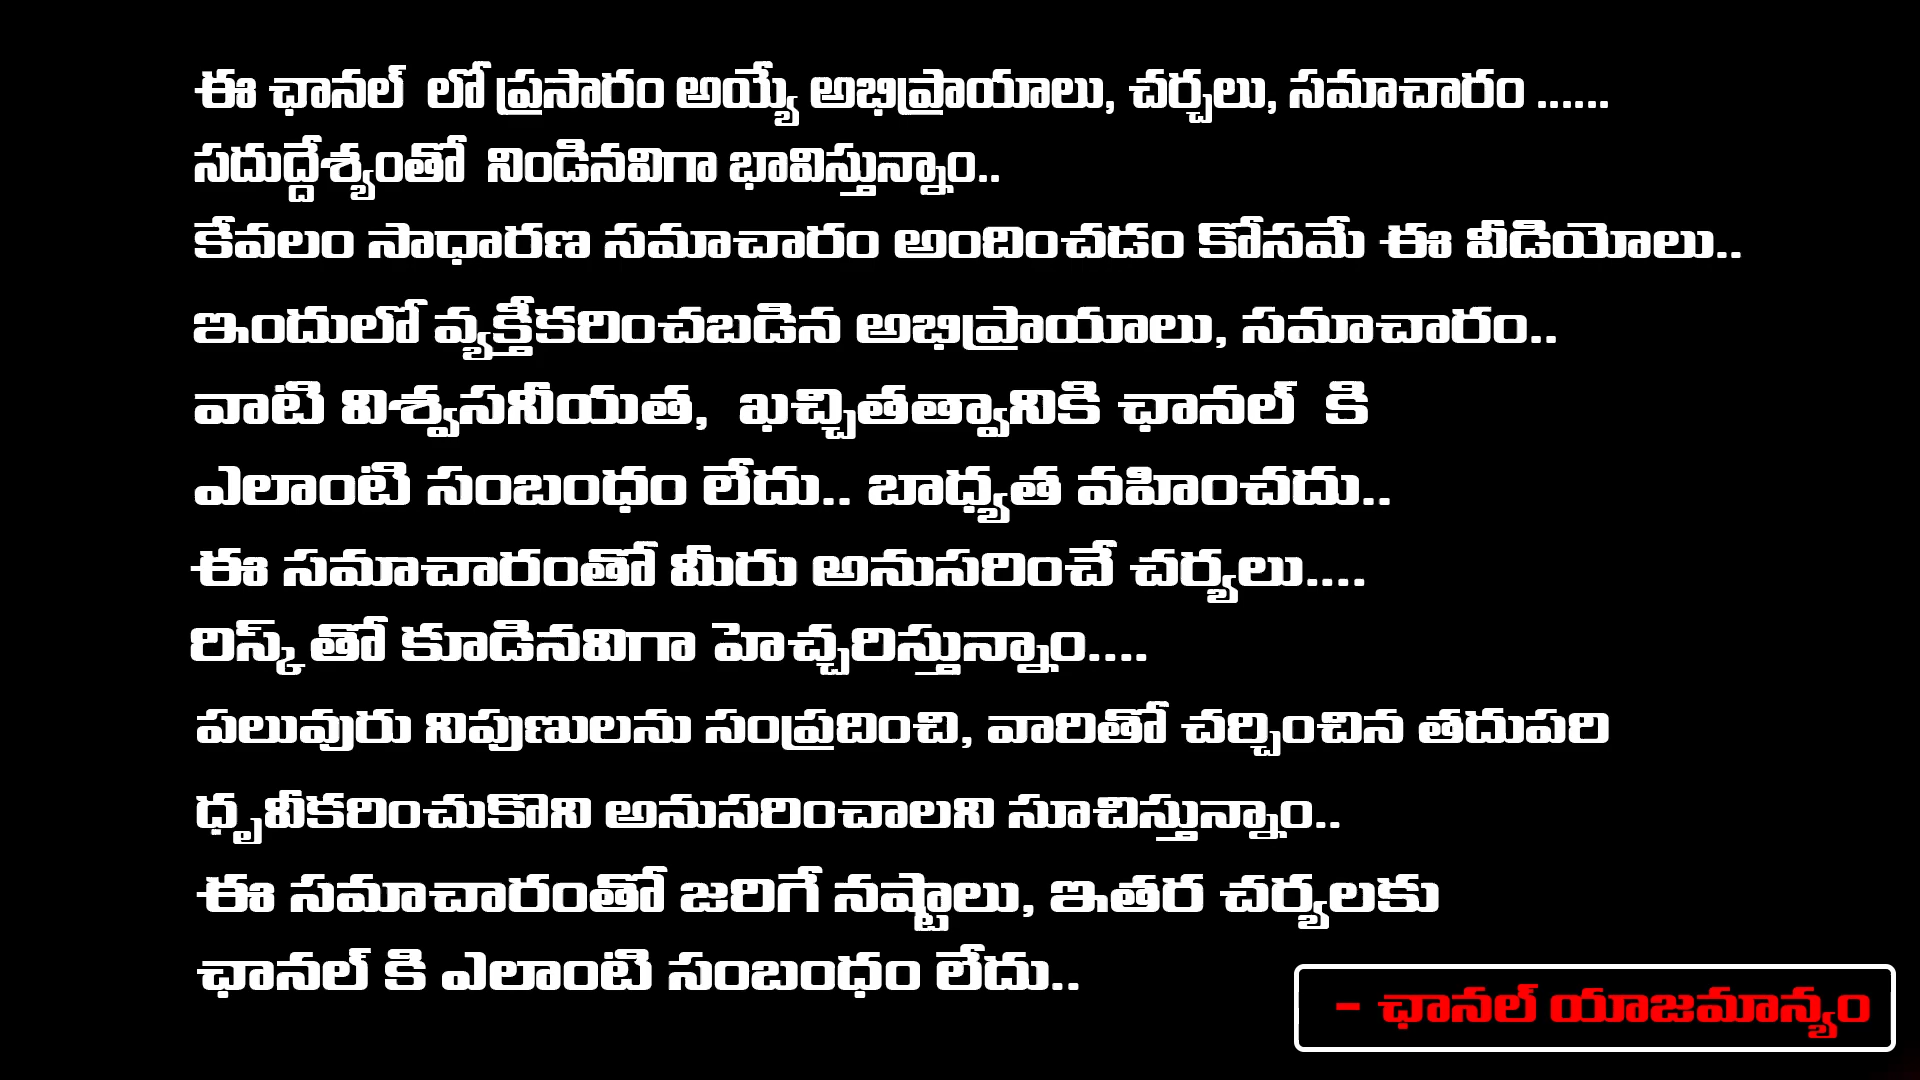 ఈ ఛానల్ లో ప్రసారం అయ్యే అభిప్రాయాలు, చర్చలు, సమాచారం ......
సదుద్దేశ్యంతో నిండినవిగా భావిస్తున్నాం..
కేవలం సాధారణ సమాచారం అందించడం కోసమే ఈ వీడియోలు..
ఇందులో వ్యక్తీకరించబడిన అభిప్రాయాలు, సమాచారం..
వాటి విశ్వసనీయత, ఖచ్చితత్వానికి ఛానల్ కి
ఎలాంటి సంబంధం లేదు.. బాధ్యత వహించదు..
ఈ సమాచారంతో మీరు అనుసరించే చర్యలు....
రిస్క్ తో కూడినవిగా హెచ్చరిస్తున్నాం....
పలువురు నిపుణులను సంప్రదించి, వారితో చర్చించిన తదుపరి
ధృవీకరించుకొని అనుసరించాలని సూచిస్తున్నాం..
ఈ సమాచారంతో జరిగే నష్టాలు, ఇతర చర్యలకు
ఛానల్ కి ఎలాంటి సంబంధం లేదు..
- ఛానల్ యాజమాన్యం